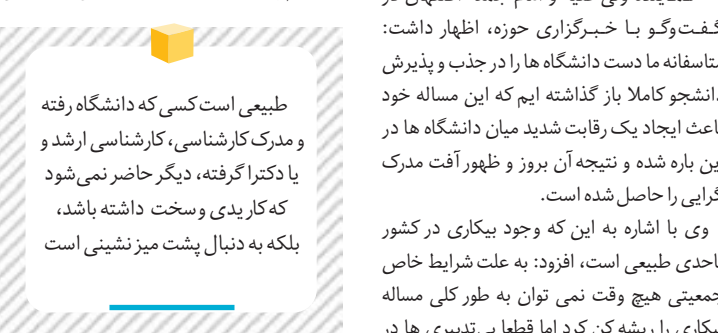 گفت‌وگو با خبرگزاری حوزه، اظهار داشت:
متاسفانه ما دست دانشگاه ها را در جذب و پذیرش
دانشجو کاملا باز گذاشته ایم که این مساله خود
باعث ایجاد یک رقابت شدید میان دانشگاه ها در
این باره شده و نتیجه آن بروز و ظهور آفت مدرک
گرایی را حاصل شده است.
وی با اشاره به این که وجود بیکاری در کشور
تاحدی طبیعی است، افزود: به علت شرایط خاص
جمعیتی هیچ وقت نمی توان به طور کلی مساله
بیکاری را ریشه کن کرد اما قطعا بی‌تدبیری ها در
طبیعی است کسی که دانشگاه رفته
و مدرک کارشناسی، کارشناسی ارشد و
یا دکترا گرفته، دیگر حاضر نمی‌شود
که کار یدی و سخت داشته باشد،
بلکه به دنبال پشت میز نشینی است